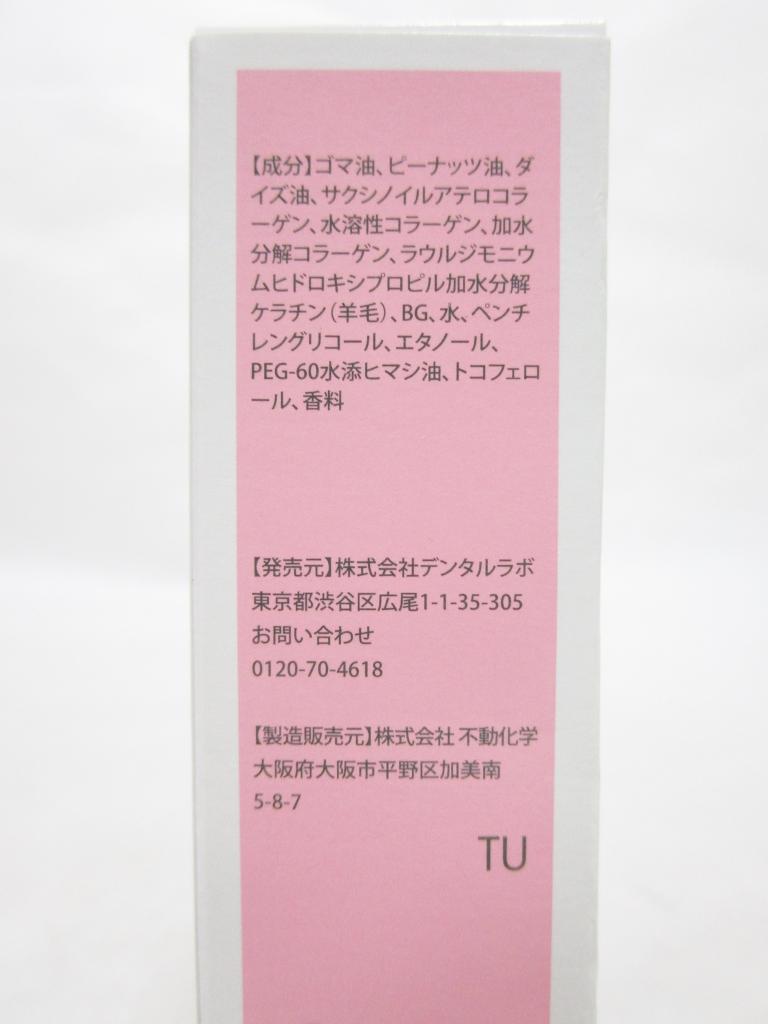 【成分】ゴマ油、ピーナッツ油、ダ
イズ油、サクシノイルアテロコラ
ーゲン、水溶性コラーゲン、加水
分解コラーゲン、ラウルジモニウ
ムヒドロキシプロピル加水分解
ケラチン（羊毛）、BG、水、ペンチ
レングリコール、エタノール、
PEG-60水添ヒマシ油、トコフェロ
ール、香料
【発売元】株式会社デンタルラボ
東京都渋谷区広尾1-1-35-305
お問い合わせ
0120-70-4618
【製造販売元】株式会社 不動化学
大阪府大阪市平野区加美南
5-8-7
TU